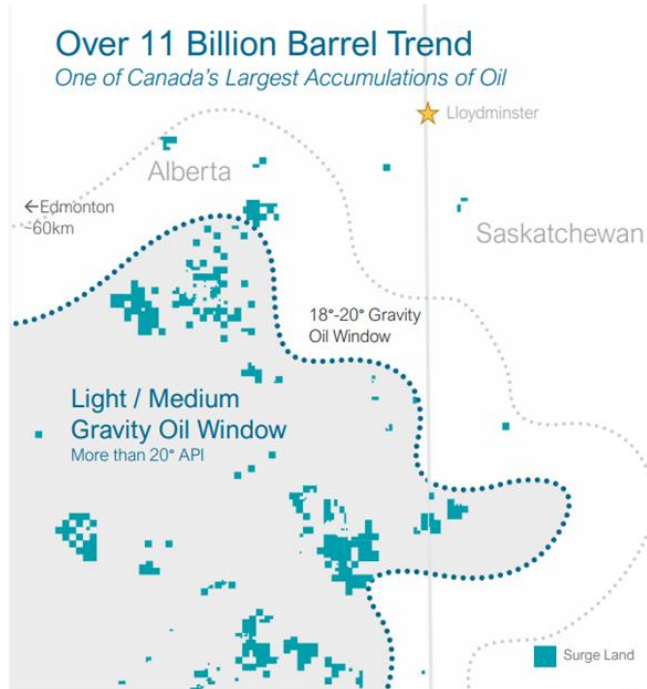 Over 11 Billion Barrel Trend
One of Canada's Largest Accumulations of Oil
Lloydminster
Alberta
←Edmonton
~60km
Saskatchewan
18°-20° Gravity
Oil Window
Light / Medium
Gravity Oil Window
More than 20° API
Surge Land